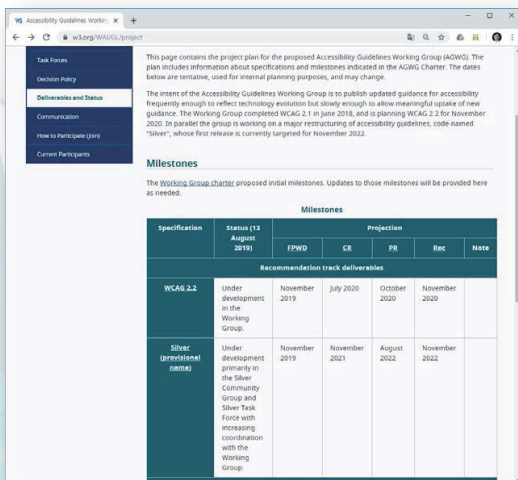 Accessibility Guidelines Working
w3.org/WAI/GL/project
Task Forces
Decision Policy
Deliverables and Status
Communication
How to Participate (Join)
Current Participants
This page contains the project plan for the proposed Accessibility Guidelines Working Group (AGWG). The
plan includes information about specifications and milestones indicated in the AGWG Charter. The dates
below are tentative, used for internal planning purposes, and may change.
The intent of the Accessibility Guidelines Working Group is to publish updated guidance for accessibility
frequently enough to reflect technology evolution but slowly enough to allow meaningful uptake of new
guidance. The Working Group completed WCAG 2.1 in June 2018, and is planning WCAG 2.2 for November
2020. In parallel the group is working on a major restructuring of accessibility guidelines, code-named
"Silver", whose first release is currently targeted for November 2022.
Milestones
The Working Group charter proposed initial milestones. Updates to those milestones will be provided here
as needed.
Milestones
Specification
Status (13
August
2019)
Projection
FPWD
CR
PR
Rec
Note
Recommendation track deliverables
WCAG 2.2
Under
development
in the
Working
Group.
November
2019
July 2020
October
2020
November
2020
Silver
(provisional
name)
Under
development
primarily in
the Silver
Community
Group and
Silver Task
Force with
increasing
coordination
with the
Working
Group.
November
2019
November
2021
August
2022
November
2022